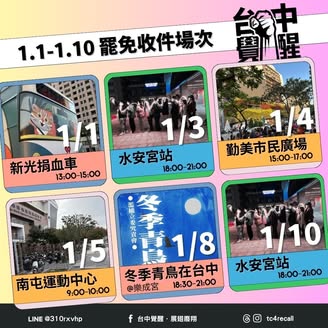 1.1-1.10 罷免收件場次
台中
覺醒
1/1
新光捐血車
13:00-15:00
1/3
水安宮站
18:00-21:00
1/4
勤美市民廣場
15:00-17:00
1/5
南屯運動中心
9:00-10:00
冬季青鳥
1/8
冬季青鳥在台中
@樂成宮
18:30-21:00
1/10
水安宮站
18:00-21:00
LINE @310rxvhp
台中覺醒・展翅廖翔
tc4recall